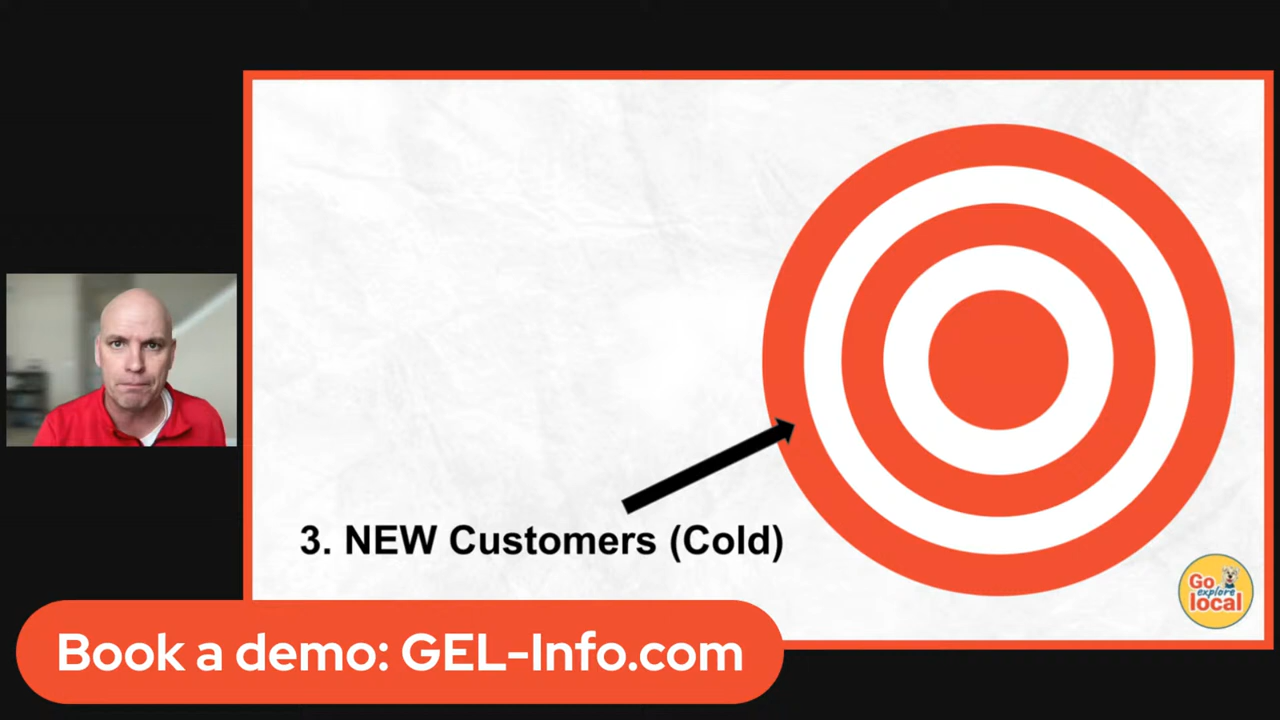 3. NEW Customers (Cold)
Go
explore
local
Book a demo: GEL-Info.com